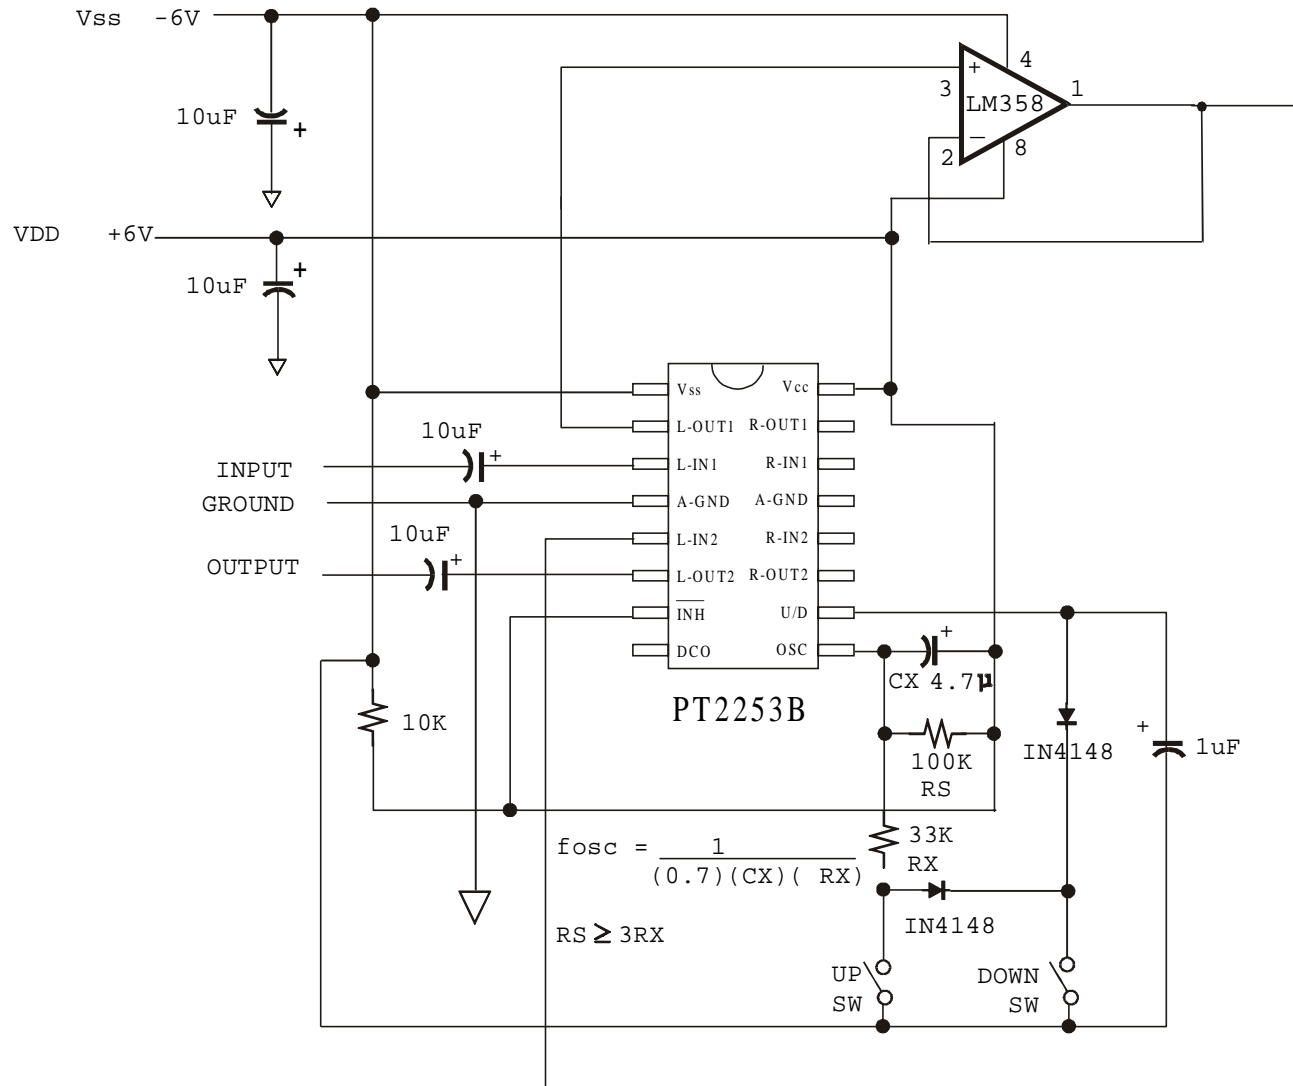 Vss -6V
4
+
3
LM358
1
10uF
+
2
−
8
VDD +6V
+
10uF
Vss Vcc
10uF
L-OUT1 R-OUT1
+
INPUT
L-IN1 R-IN1
GROUND
A-GND A-GND
10uF
L-IN2 R-IN2
+
OUTPUT
L-OUT2 R-OUT2
INH U/D
DCO OSC
+
CX 4.7μ
PT2253B
10K
100K
RS
IN4148
+
1uF
fosc = 1
(0.7)(CX)( RX)
33K
RX
IN4148
RS ≥ 3RX
UP
SW
DOWN
SW